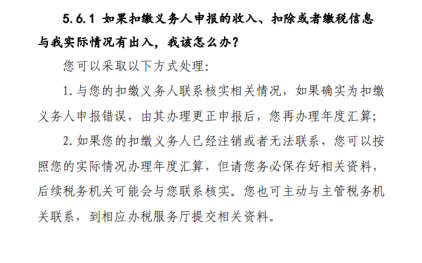 5.6.1 如果扣缴义务人申报的收入、扣除或者缴税信息
与我实际情况有出入，我该怎么办？
您可以采取以下方式处理：
1.与您的扣缴义务人联系核实相关情况，如果确实为扣缴
义务人申报错误，由其办理更正申报后，您再办理年度汇算；
2.如果您的扣缴义务人已经注销或者无法联系，您可以按
照您的实际情况办理年度汇算，但请您务必保存好相关资料，
后续税务机关可能会与您联系核实。您也可主动与主管税务机
关联系，到相应办税服务厅提交相关资料。